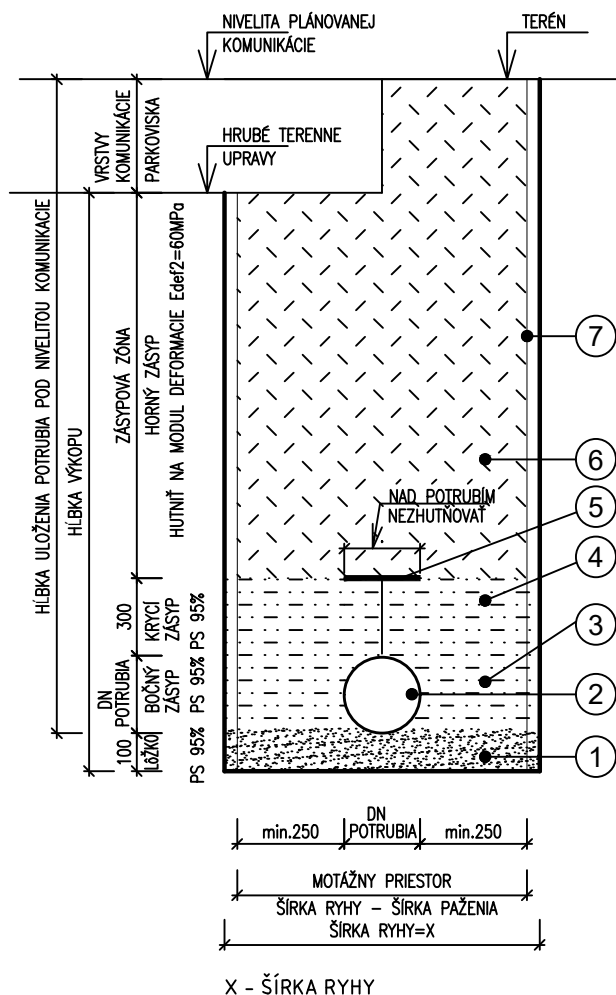 NIVELITA PLÁNOVANEJ
KOMUNIKÁCIE
TERÉN
HRUBÉ TERENNE
UPRAVY
VRSTVY
KOMUNIKÁCIE
PARKOVISKA
HĹBKA ULOŽENIA POTRUBIA POD NIVELITOU KOMUNIKACIE
HĹBKA VÝKOPU
ZÁSYPOVÁ ZÓNA
HORNÝ ZÁSYP
HUTNIŤ NA MODUL DEFORMACIE Edef2=60MPa
7
6
NAD POTRUBÍM
NEZHUTŇOVAŤ
5
4
300
KRYCÍ
ZÁSYP
PS 95%
3
DN
POTRUBIA
BOČNÝ
ZÁSYP
PS 95%
2
100
LôŽKO
PS 95%
1
min.250
DN
POTRUBIA
min.250
MOTÁŽNY PRIESTOR
ŠÍRKA RYHY – ŠÍRKA PAŽENIA
ŠÍRKA RYHY=X
X - ŠÍRKA RYHY